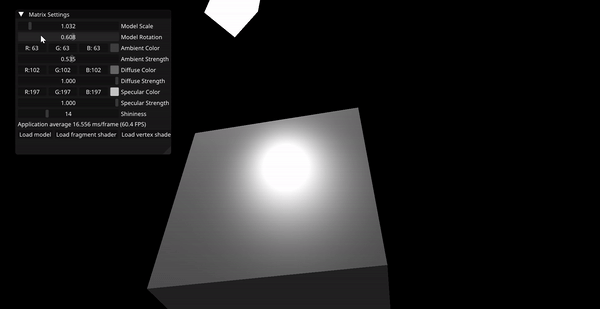 Matrix Settings
1.032 Model Scale
0.608 Model Rotation
R: 63 G: 63 B: 63 Ambient Color
0.535 Ambient Strength
R:102 G:102 B:102 Diffuse Color
1.000 Diffuse Strength
R:197 G:197 B:197 Specular Color
1.000 Specular Strength
14 Shininess
Application average 16.556 ms/frame (60.4 FPS)
Load model Load fragment shader Load vertex shade